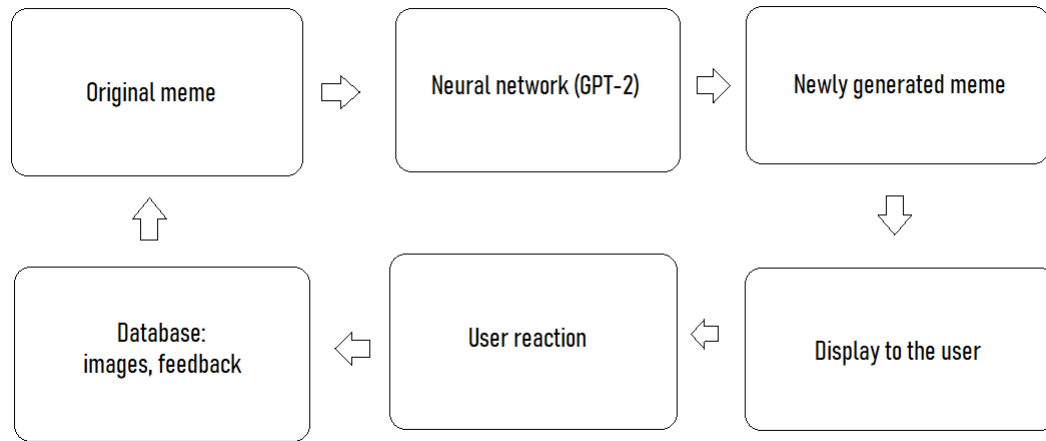 Original meme
Neural network (GPT-2)
Newly generated meme
Database:
images, feedback
User reaction
Display to the user